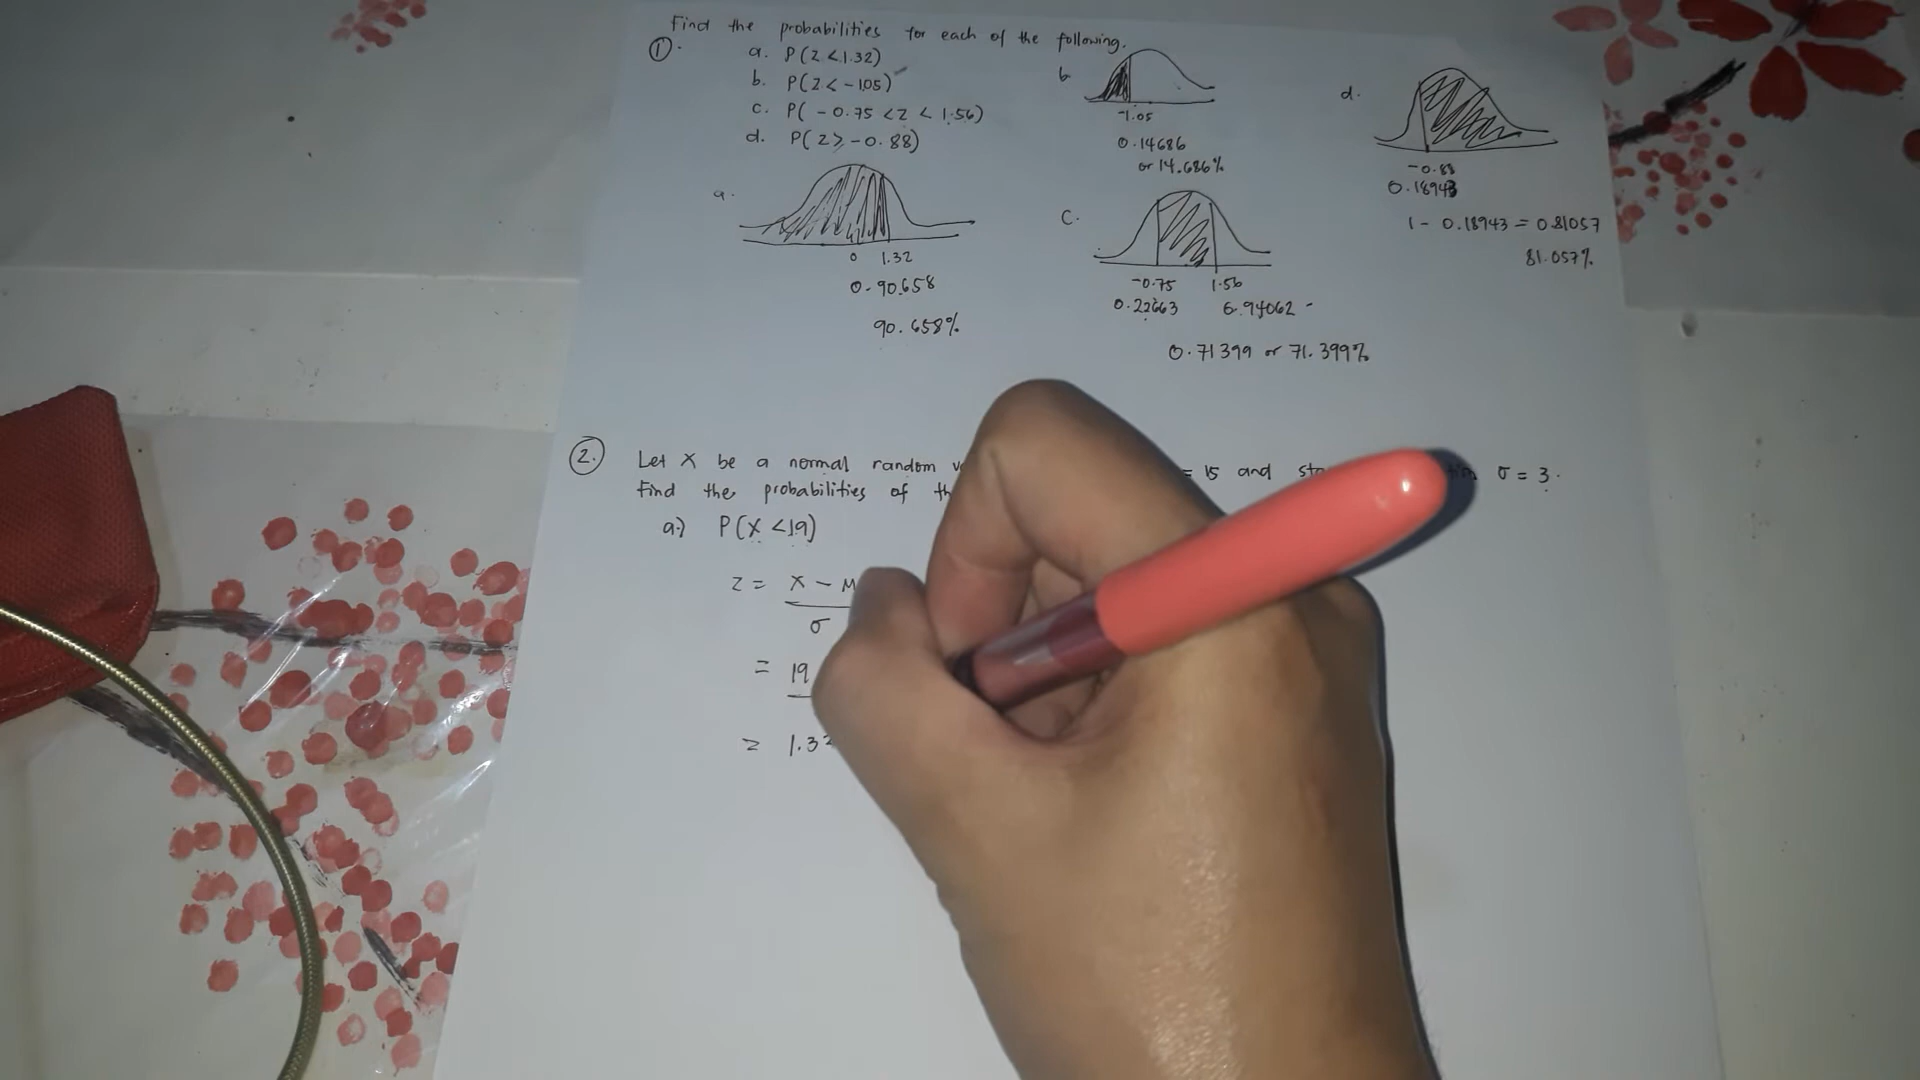 Find the probabilities for each of the following.
1.
a. P(Z < 1.32)
b. P(Z < -1.05)
c. P(-0.75 < Z < 1.56)
d. P(Z > -0.88)
a.
0 1.32
0.90658
90.658%
b.
-1.05
0.14686
or 14.686%
C.
-0.75 1.56
0.22663 0.94062 -
0.71399 or 71.399%
d.
-0.88
0.18943
1 - 0.18943 = 0.81057
81.057%
2.
Let X be a normal random = 15 and σ = 3.
Find the probabilities of
a.) P(X < 19)
Z = X - M
σ
= 19
= 1.3